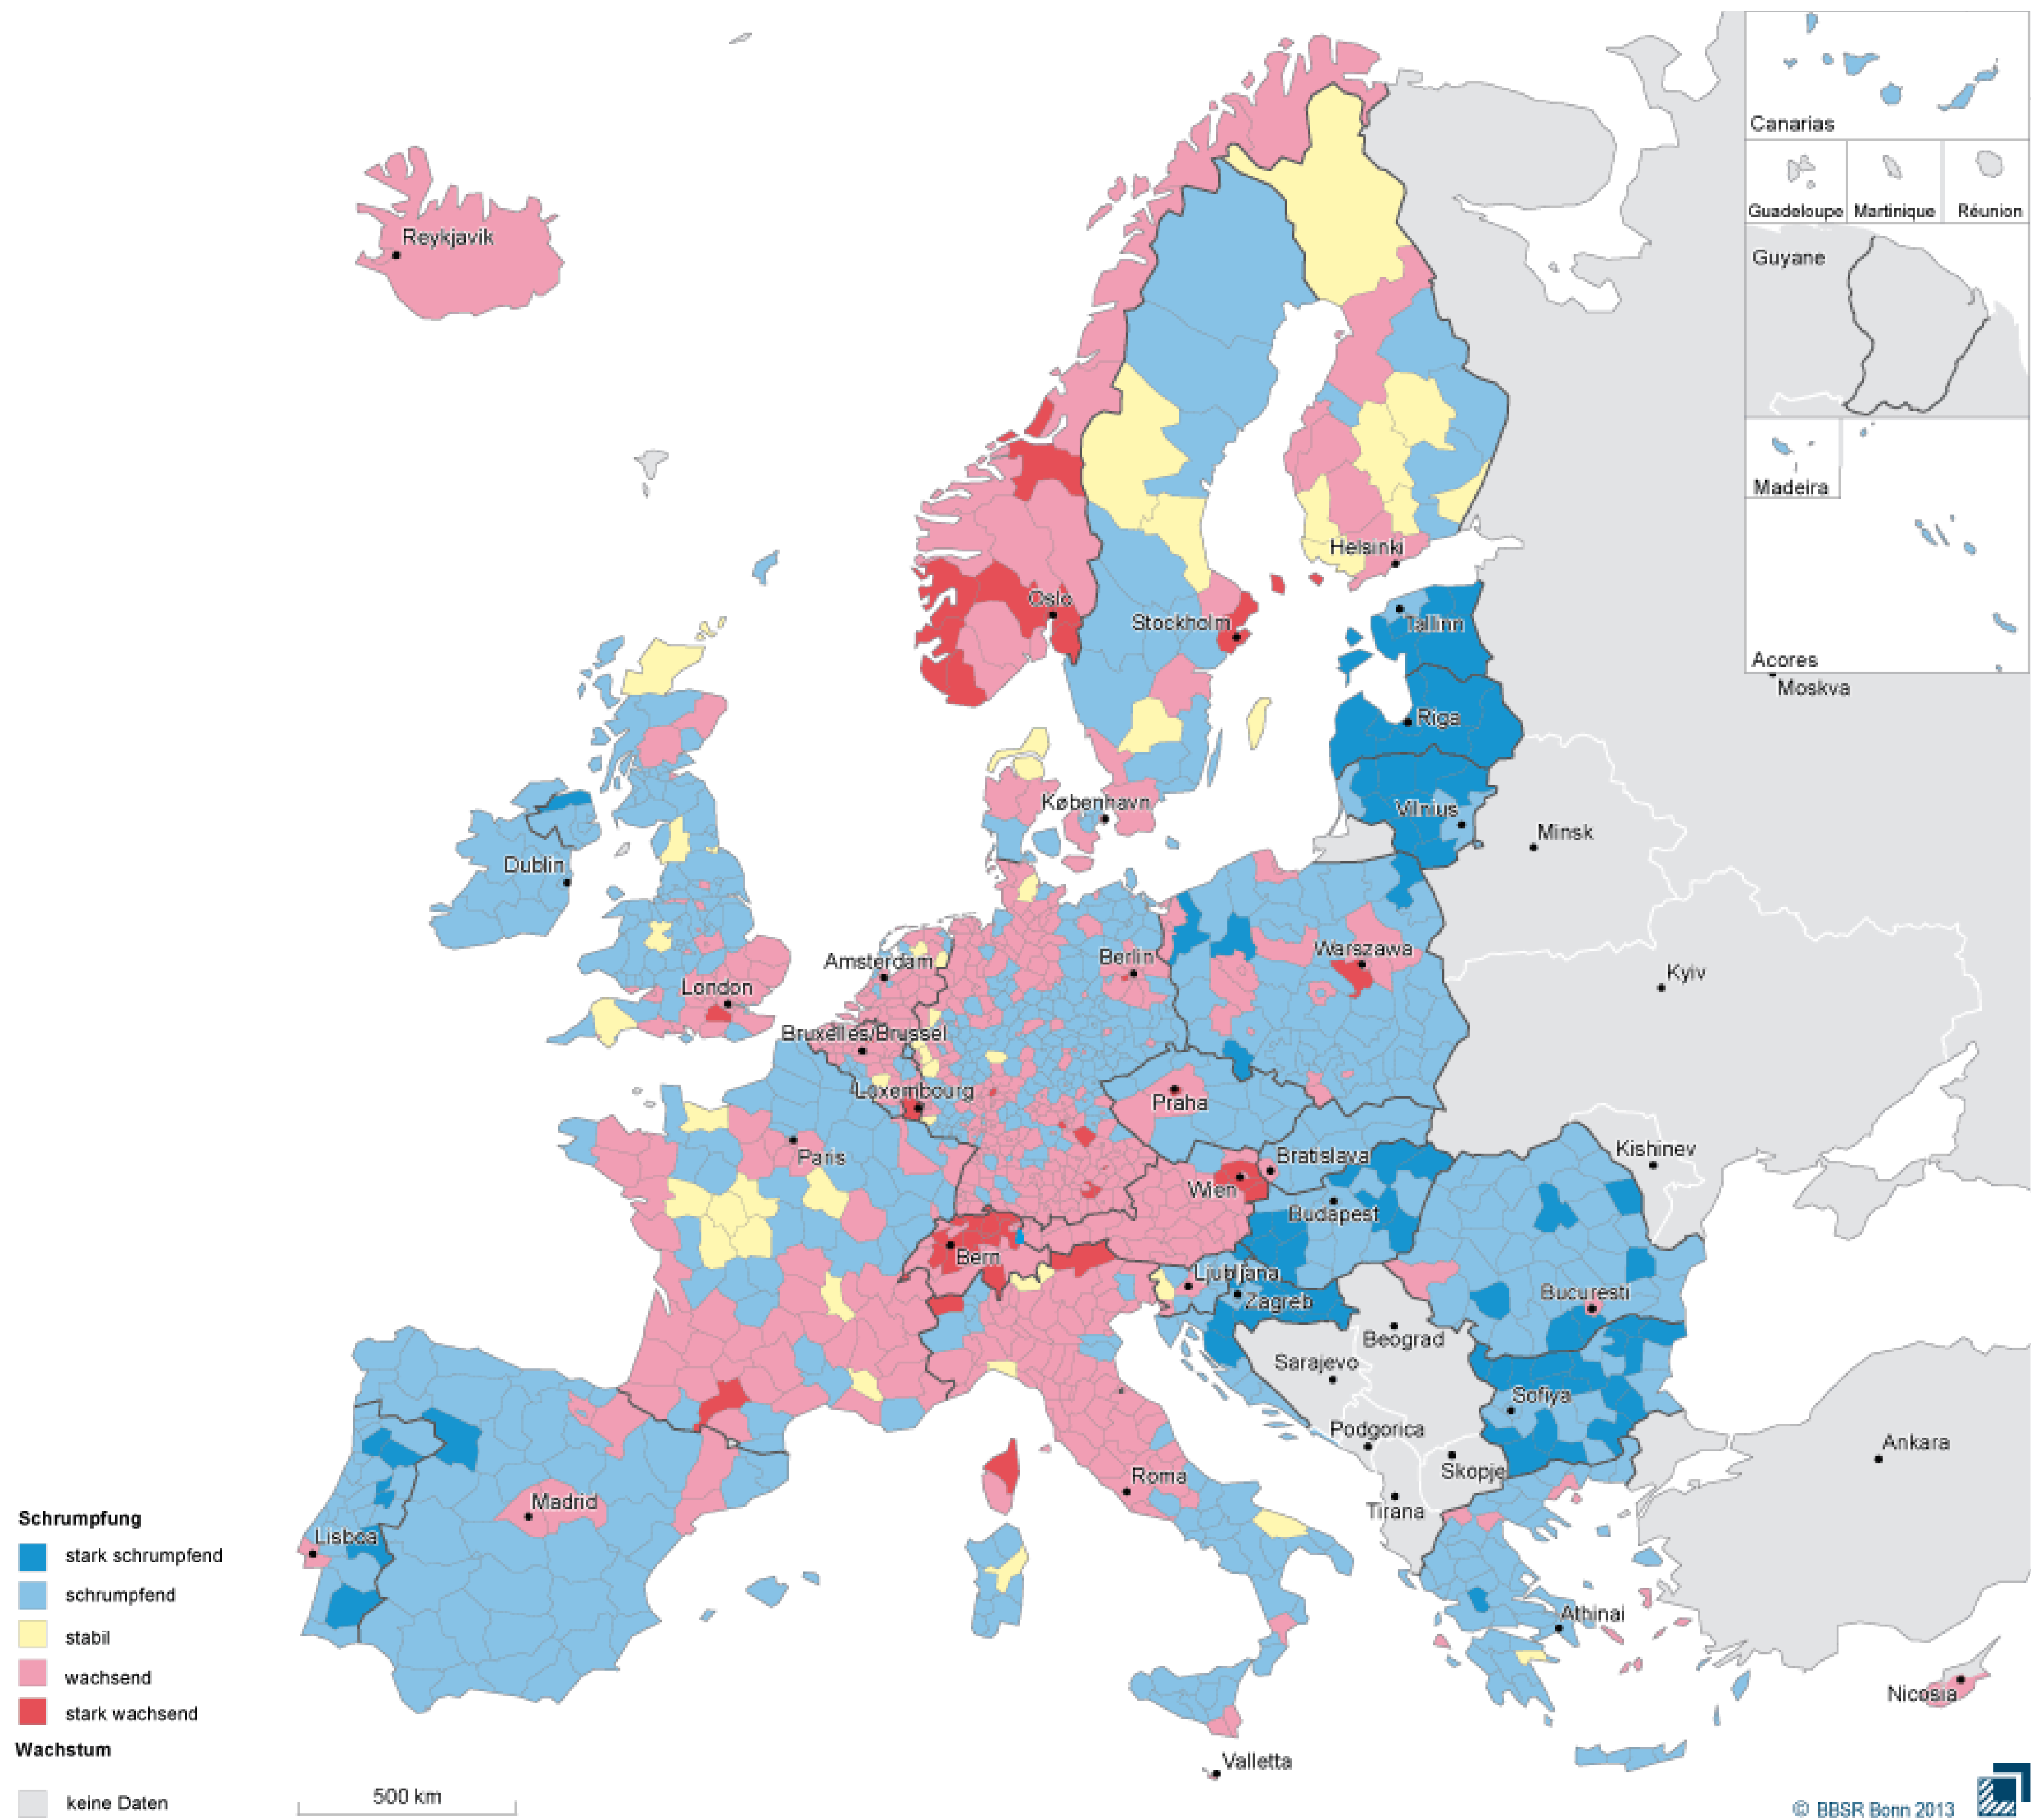 Canarias
Guadeloupe
Martinique
Réunion
Guyane
Madeira
Acores
Moskva
Reykjavik
Helsinki
Oslo
Stockholm
Tallinn
Riga
Vilnius
Minsk
København
Dublin
Berlin
Warszawa
Amsterdam
London
Kyiv
Bruxelles/Brussel
Luxembourg
Praha
Paris
Bratislava
Kishinev
Wien
Budapest
Bern
Ljubljana
Zagreb
Bucuresti
Beograd
Sarajevo
Sofiya
Podgorica
Skopje
Ankara
Roma
Tirana
Madrid
Lisboa
Athinai
Nicosia
Valletta
Schrumpfung
stark schrumpfend
schrumpfend
stabil
wachsend
stark wachsend
Wachstum
keine Daten
500 km
© BBSR Bonn 2013